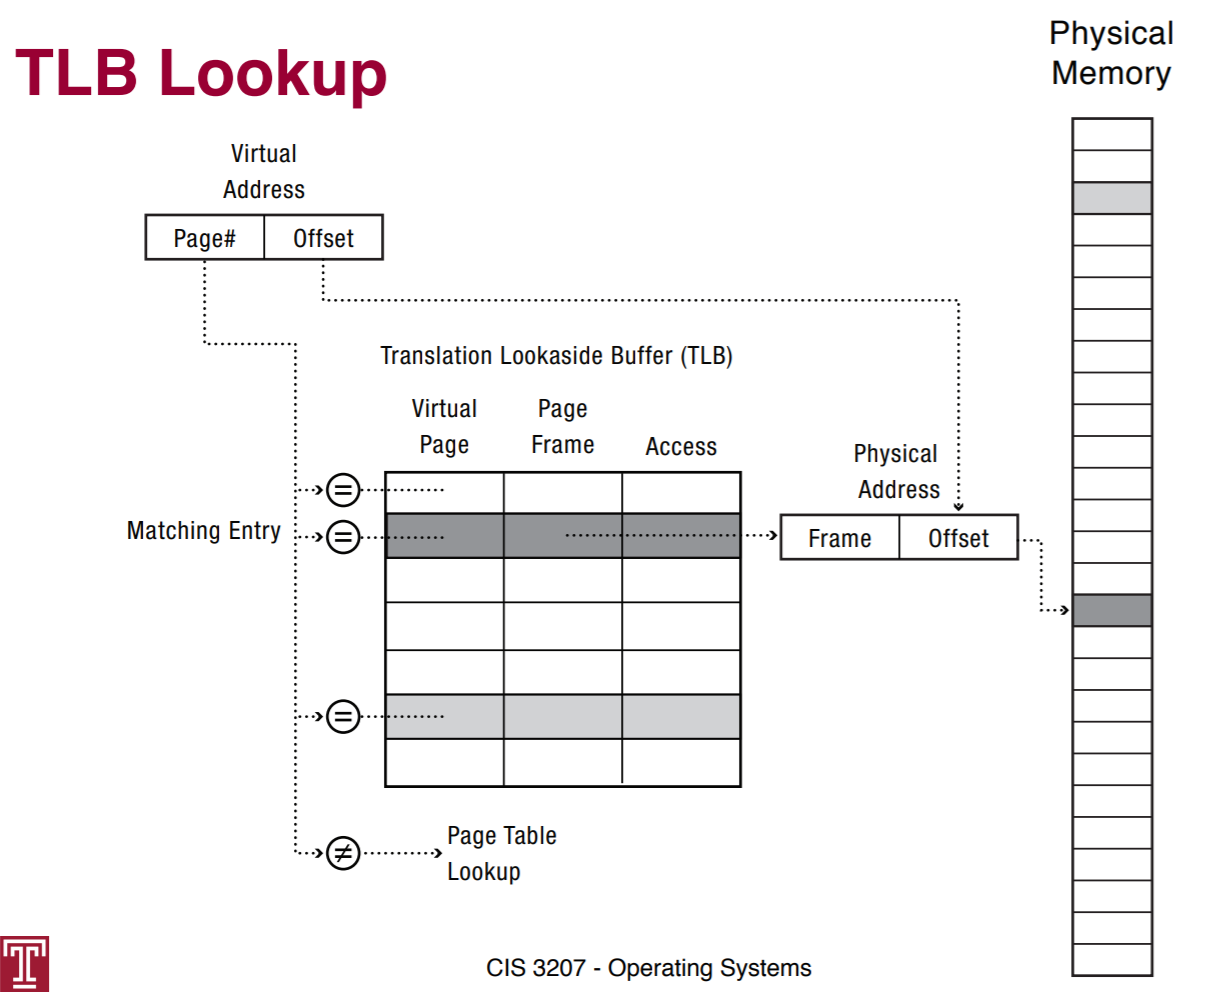 Physical
Memory
TLB Lookup
Virtual
Address
Page# Offset
Translation Lookaside Buffer (TLB)
Virtual
Page
Page
Frame
Access
Physical
Address
=
Matching Entry
=
Frame Offset
=
≠
Page Table
Lookup
T
CIS 3207 - Operating Systems